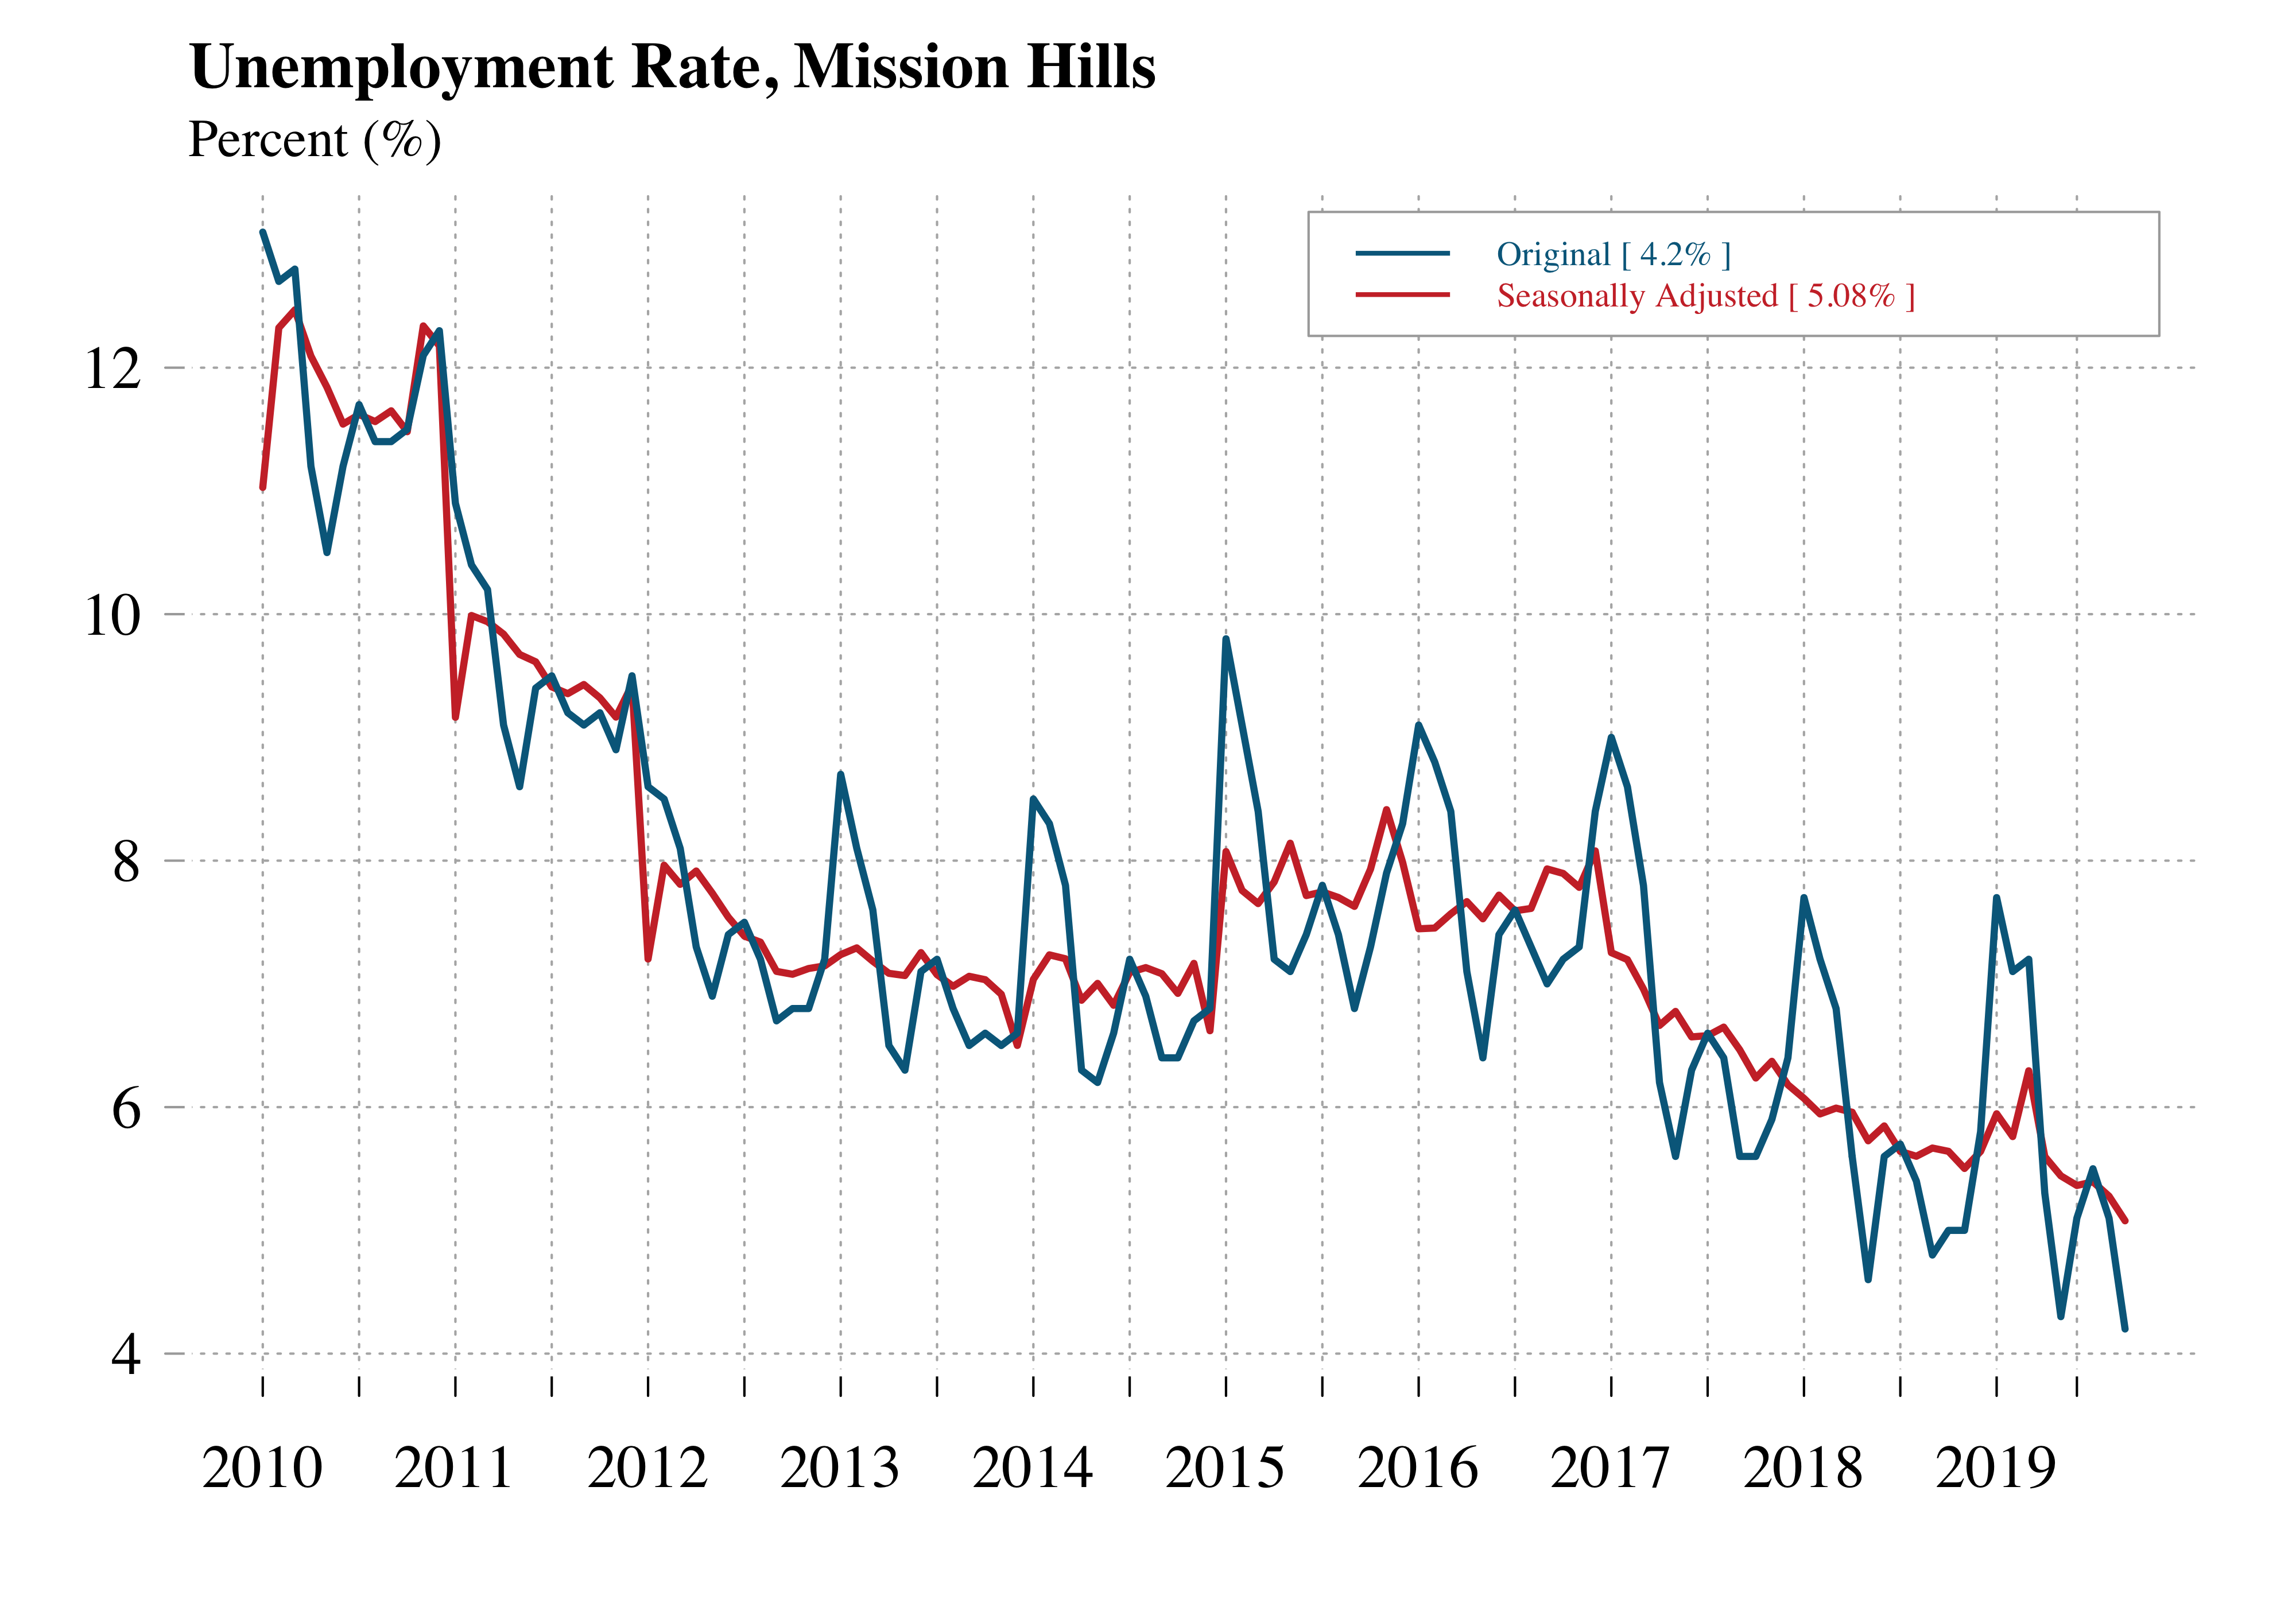 Unemployment Rate, Mission Hills
Percent (%)
Original [ 4.2% ]
Seasonally Adjusted [ 5.08% ]
12
10
8
6
4
2010 2011 2012 2013 2014 2015 2016 2017 2018 2019